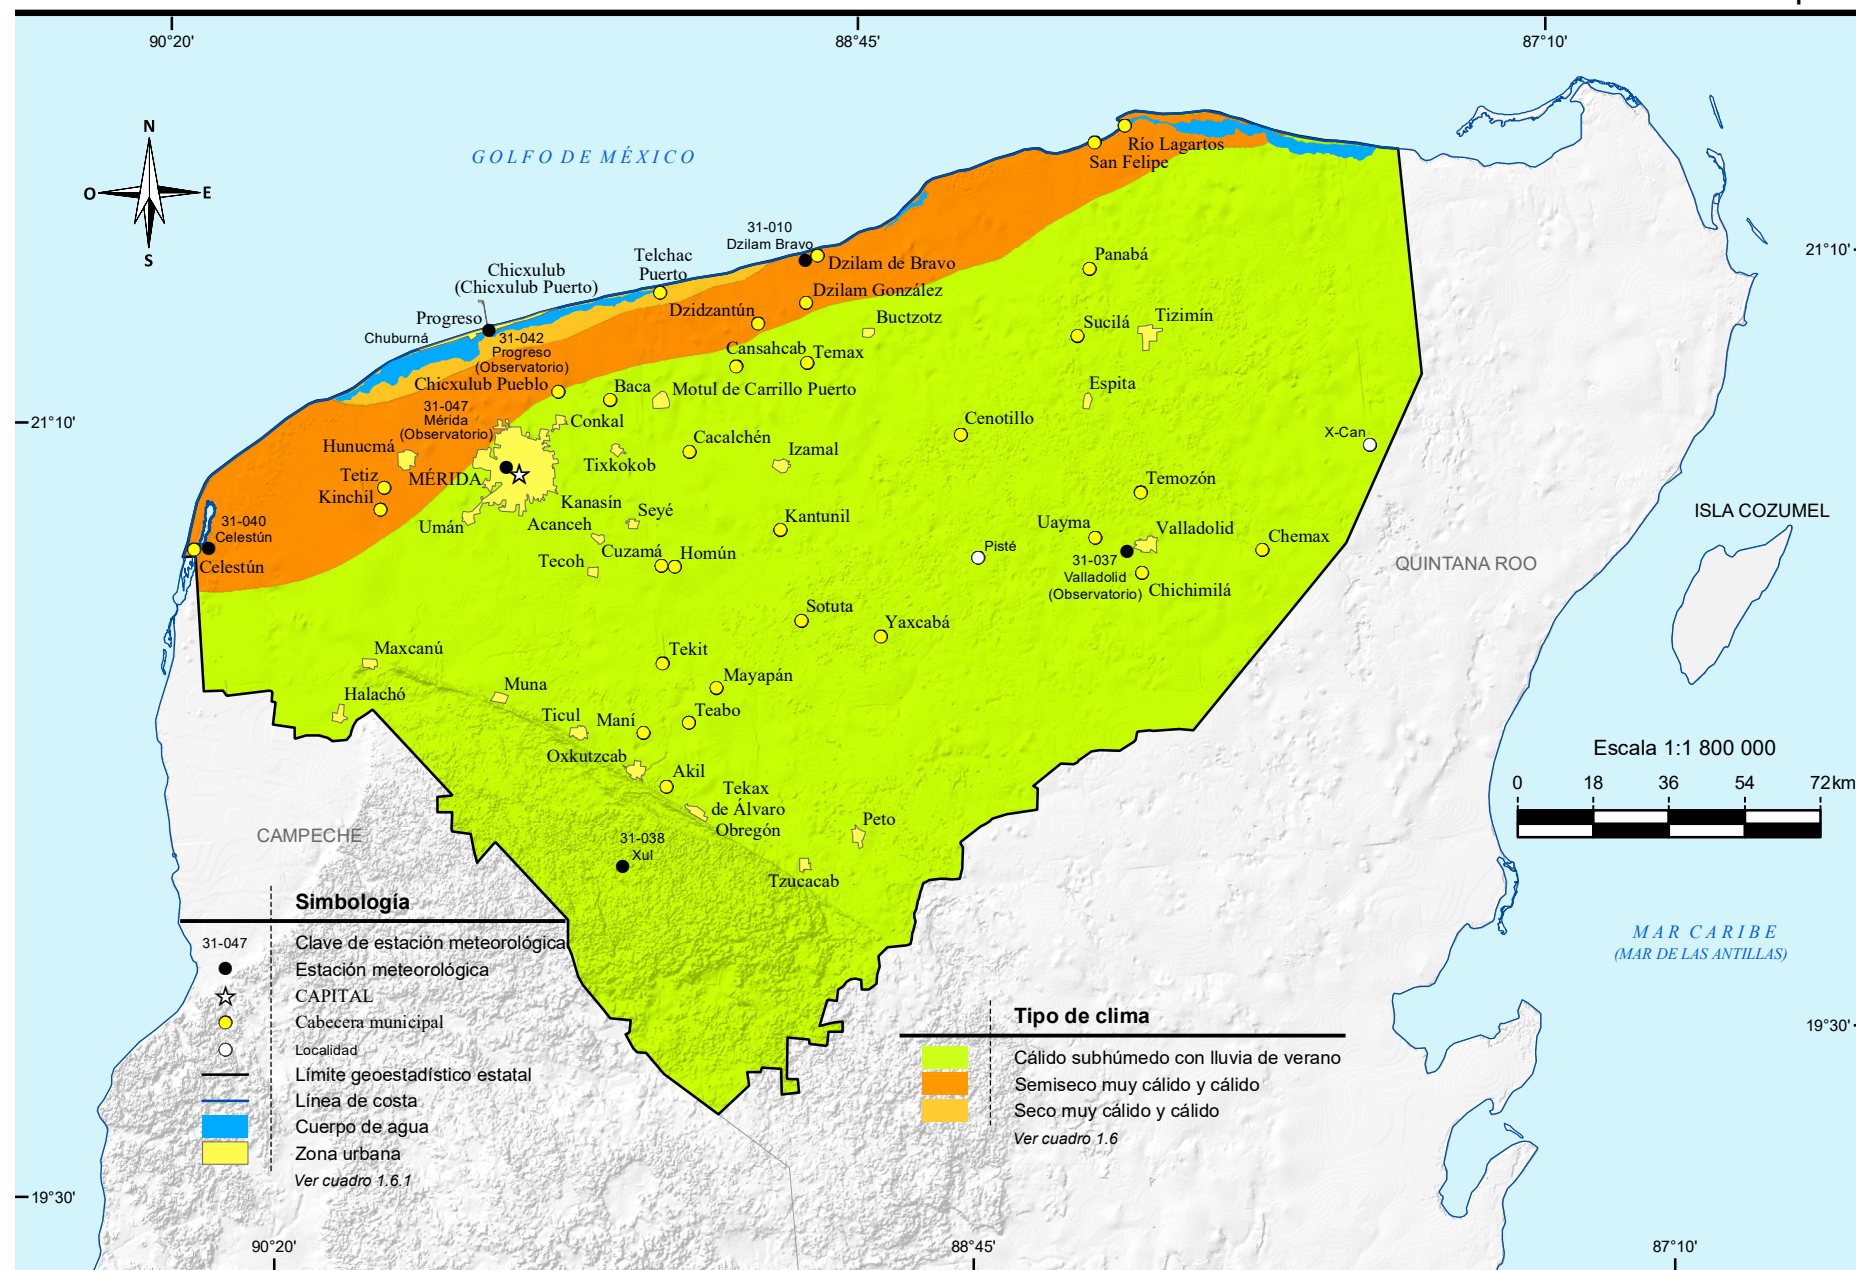 90°20'
88°45'
87°10'
N
O
E
S
GOLFO DE MÉXICO
21°10'
21°10'
Río Lagartos
San Felipe
31-010
Dzilam Bravo
Telchac
Puerto
Dzilam de Bravo
Panabá
Chicxulub
(Chicxulub Puerto)
Dzilam González
Progreso
Dzidzantún
Buctzotz
Sucilá
Tizimín
Chuburná
31-042
Progreso
(Observatorio)
Cansahcab
Temax
Chicxulub Pueblo
Baca
Motul de Carrillo Puerto
Espita
31-047
Mérida
(Observatorio)
Conkal
Cenotillo
X-Can
Hunucmá
Cacalchén
Izamal
Tixkokob
Tetiz
MÉRIDA
Kinchil
Temozón
Kanasín
Seyé
Umán
Acanceh
Kantunil
Uayma
Valladolid
Chemax
ISLA COZUMEL
31-040
Celestún
Celestún
Tecoh
Cuzamá
Homún
Pisté
31-037
Valladolid
(Observatorio)
Chichimilá
QUINTANA ROO
Sotuta
Yaxcabá
Maxcanú
Tekit
Mayapán
Halachó
Muna
Ticul
Maní
Teabo
Oxkutzcab
Akil
Tekax
de Álvaro
Obregón
Peto
31-038
Xul
Tzucacab
CAMPECHE
Escala 1:1 800 000
0 18 36 54 72 km
MAR CARIBE
(MAR DE LAS ANTILLAS)
Simbología
31-047 Clave de estación meteorológica
Estación meteorológica
CAPITAL
Cabecera municipal
Localidad
Límite geoestadístico estatal
Línea de costa
Cuerpo de agua
Zona urbana
Ver cuadro 1.6.1
Tipo de clima
Cálido subhúmedo con lluvia de verano
Semiseco muy cálido y cálido
Seco muy cálido y cálido
Ver cuadro 1.6
19°30'
19°30'
90°20'
88°45'
87°10'